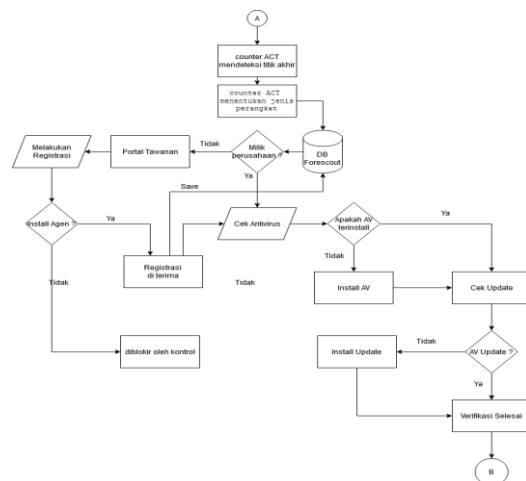 A
counter ACT
mendeteksi titik akhir
counter ACT
menentukan jenis
perangkat
Melakukan
Registrasi
Portal Tawanan
Tidak
Milik
perusahaan ?
DB
Forescout
Ya
Save
Install Agen ?
Ya
Cek Antivirus
Apakah AV
terinstall
Ya
Registrasi
di terima
Tidak
Tidak
Tidak
Install AV
Cek Update
diblokir oleh kontrol
Install Update
Tidak
AV Update ?
Ya
Verifikasi Selesai
B